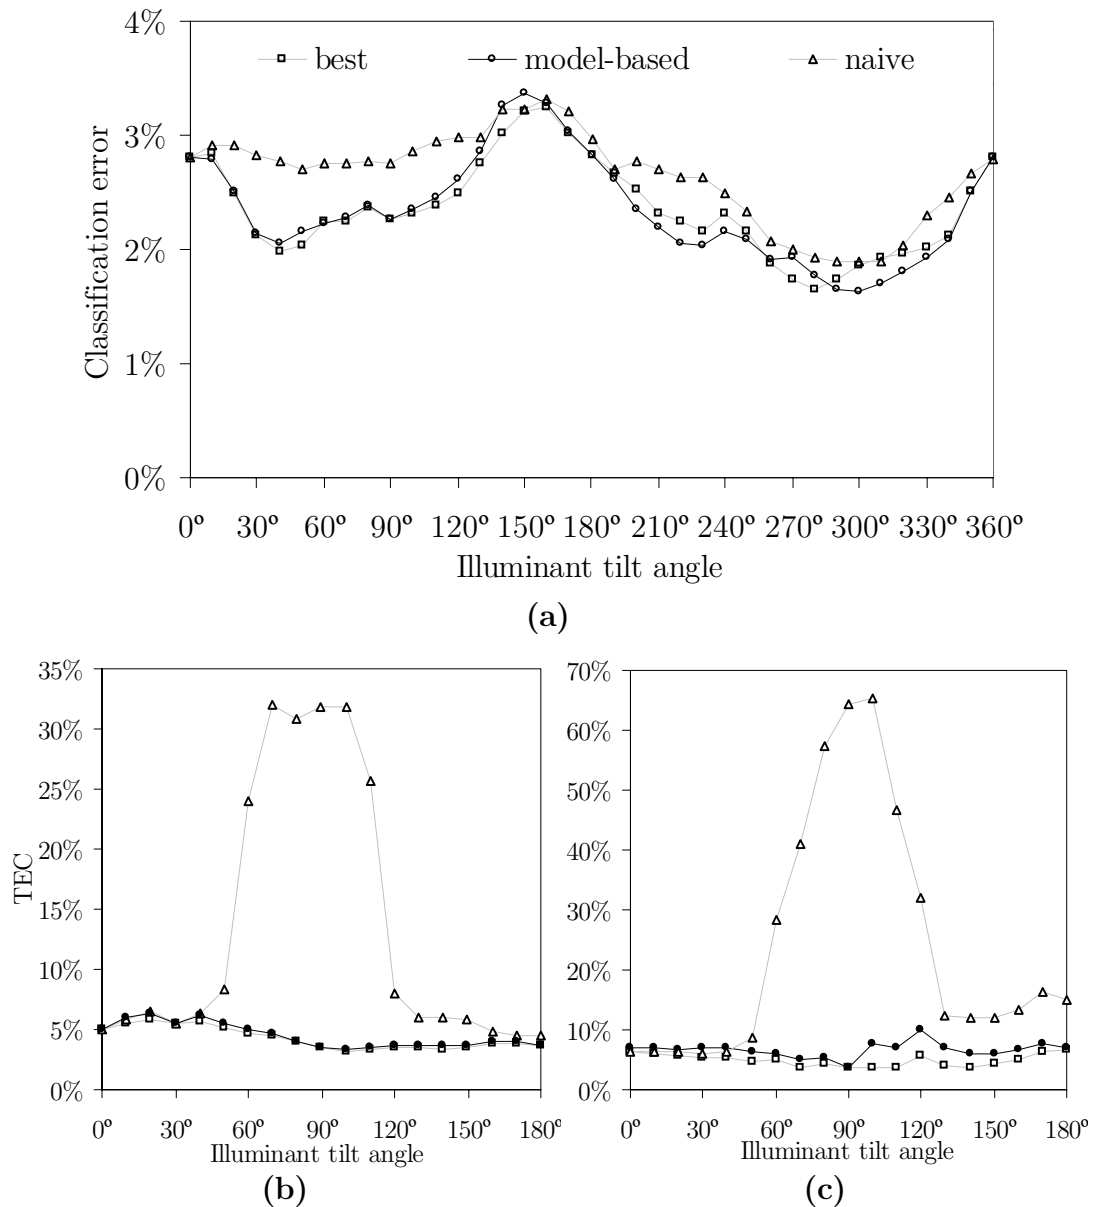 4%
best model-based naive
3%
2%
1%
0%
Classification error
0º 30º 60º 90º 120º 150º 180º 210º 240º 270º 300º 330º 360º
Illuminant tilt angle
(a)
35%
30%
25%
20%
15%
10%
5%
0%
TEC
0º 30º 60º 90º 120º 150º 180º
Illuminant tilt angle
(b)
70%
60%
50%
40%
30%
20%
10%
0%
0º 30º 60º 90º 120º 150º 180º
Illuminant tilt angle
(c)